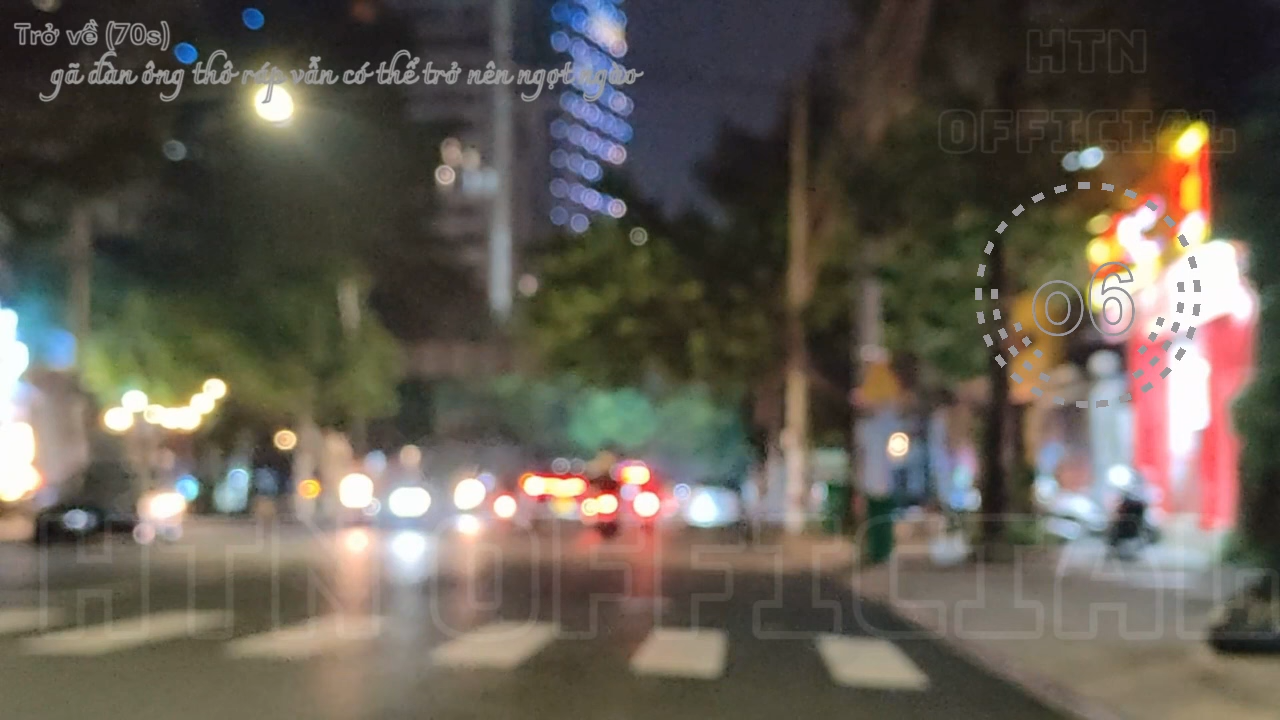 Trở về (70s)
gã đàn ông thô ráp vẫn có thể trở nên ngọt ngào
HTN
OFFICIAL
06
HTN OFFICIAL